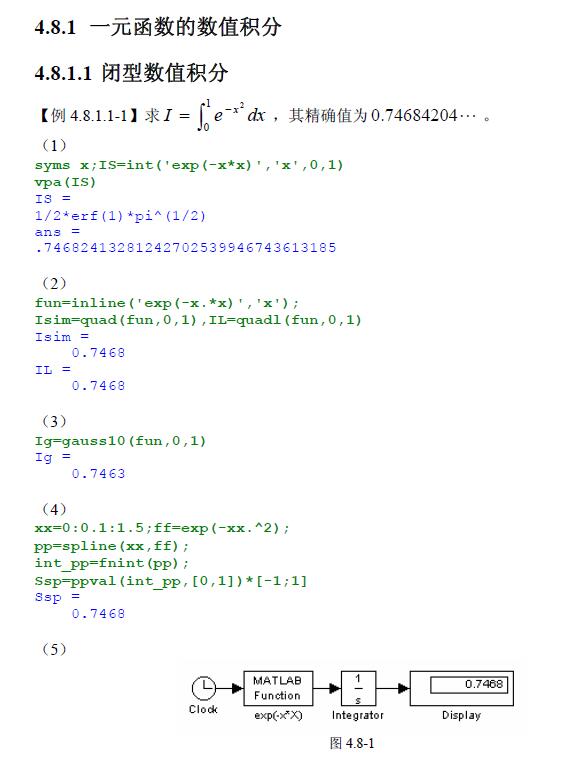 4.8.1 一元函数的数值积分
4.8.1.1 闭型数值积分
【例 4.8.1.1-1】求 I = ∫₀¹ e^{-x²} dx ，其精确值为 0.74684204⋯ 。
（1）
syms x;IS=int('exp(-x*x)','x',0,1)
vpa(IS)
IS =
1/2*erf(1)*pi^(1/2)
ans =
.74682413281242702539946743613185
（2）
fun=inline('exp(-x.*x)','x');
Isim=quad(fun,0,1),IL=quadl(fun,0,1)
Isim =
0.7468
IL =
0.7468
（3）
Ig=gauss10(fun,0,1)
Ig =
0.7463
（4）
xx=0:0.1:1.5;ff=exp(-xx.^2);
pp=spline(xx,ff);
int_pp=fnint(pp);
Ssp=ppval(int_pp,[0,1])*[-1;1]
Ssp =
0.7468
（5）
MATLAB
Function
1
s
0.7468
Clock
exp(-x*X)
Integrator
Display
图 4.8-1